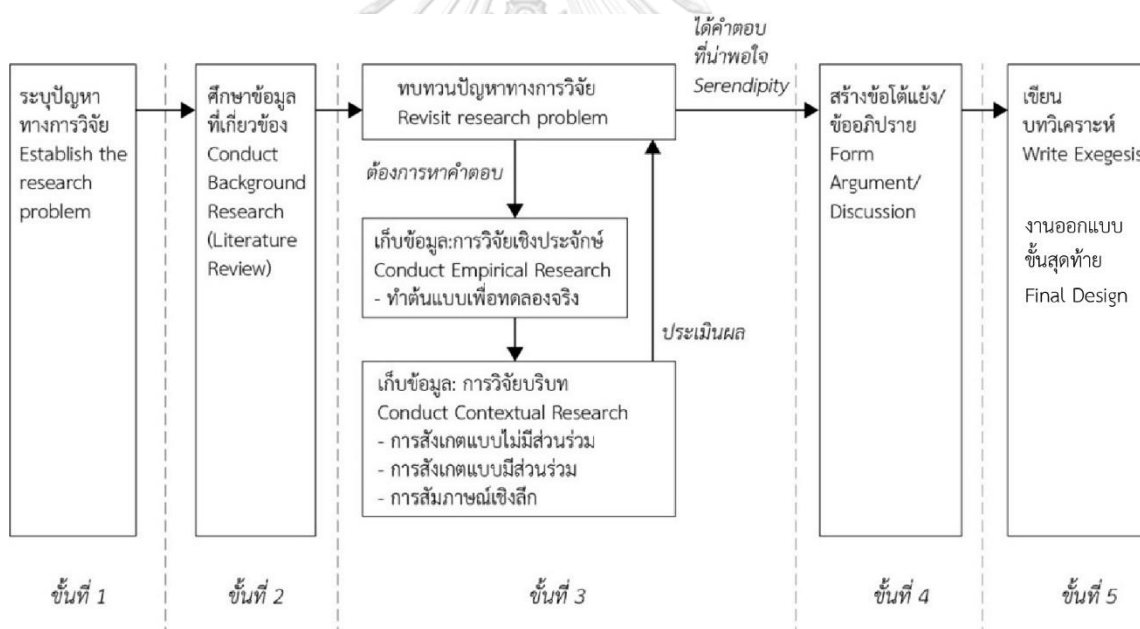 ระบุปัญหา
ทางการวิจัย
Establish the
research
problem
ศึกษาข้อมูล
ที่เกี่ยวข้อง
Conduct
Background
Research
(Literature
Review)
ทบทวนปัญหาทางการวิจัย
Revisit research problem
ต้องการหาคำตอบ
เก็บข้อมูล:การวิจัยเชิงประจักษ์
Conduct Empirical Research
- ทำต้นแบบเพื่อทดลองจริง
เก็บข้อมูล: การวิจัยบริบท
Conduct Contextual Research
- การสังเกตแบบไม่มีส่วนร่วม
- การสังเกตแบบมีส่วนร่วม
- การสัมภาษณ์เชิงลึก
ประเมินผล
ได้คำตอบ
ที่น่าพอใจ
Serendipity
สร้างข้อโต้แย้ง/
ข้ออภิปราย
Form
Argument/
Discussion
เขียน
บทวิเคราะห์
Write Exegesis
งานออกแบบ
ขั้นสุดท้าย
Final Design
ขั้นที่ 1
ขั้นที่ 2
ขั้นที่ 3
ขั้นที่ 4
ขั้นที่ 5